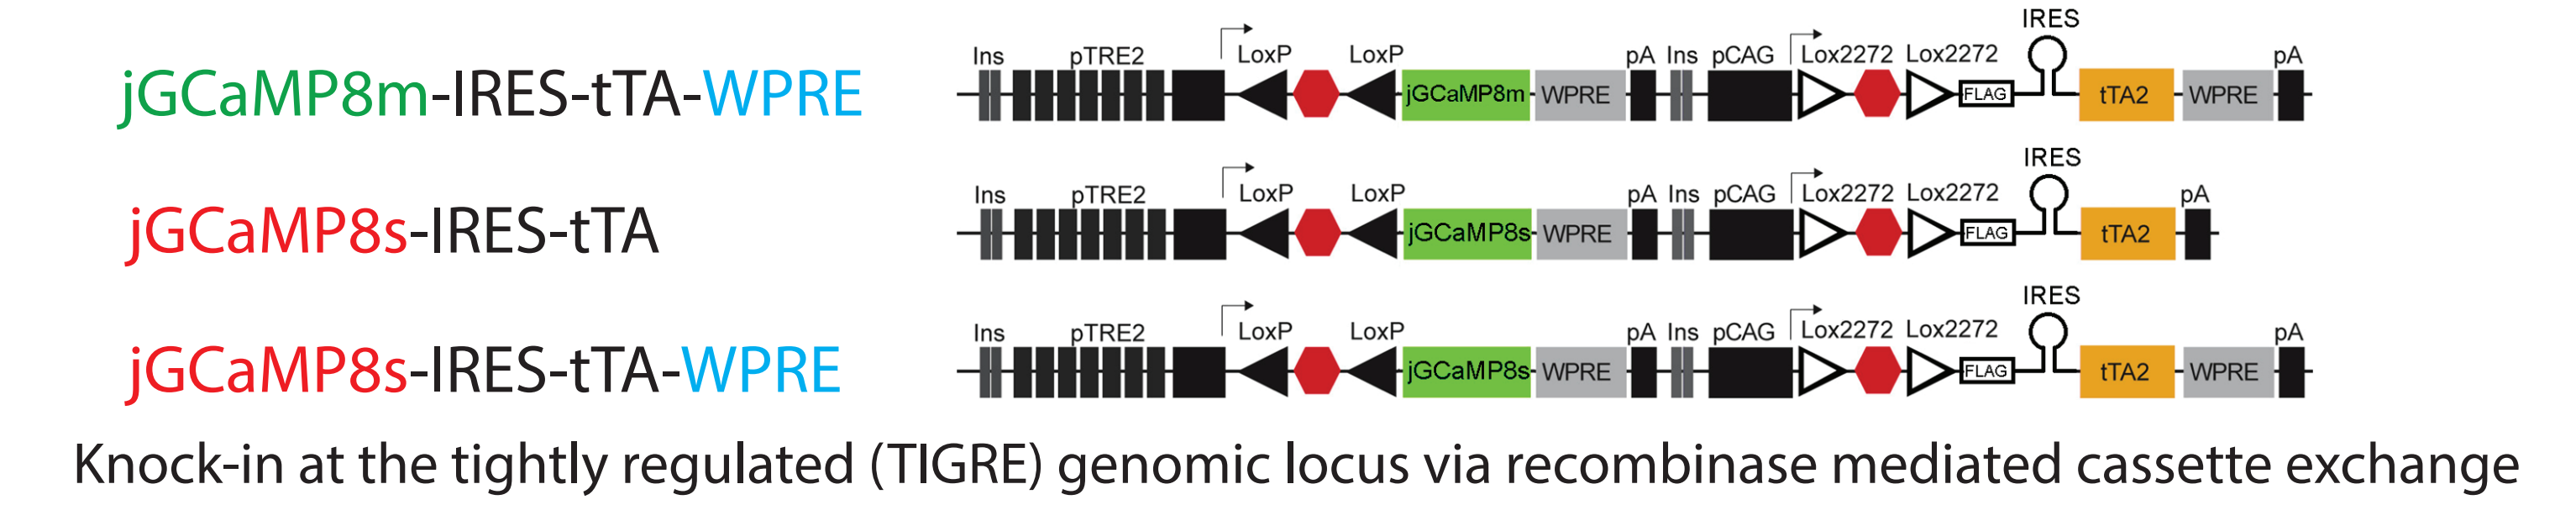 jGCaMP8m-IRES-tTA-WPRE
Ins pTRE2 LoxP LoxP pA Ins pCAG Lox2272 Lox2272 IRES pA
jGCaMP8m WPRE FLAG tTA2 WPRE
jGCaMP8s-IRES-tTA
Ins pTRE2 LoxP LoxP pA Ins pCAG Lox2272 Lox2272 IRES pA
jGCaMP8s WPRE FLAG tTA2
jGCaMP8s-IRES-tTA-WPRE
Ins pTRE2 LoxP LoxP pA Ins pCAG Lox2272 Lox2272 IRES pA
jGCaMP8s WPRE FLAG tTA2 WPRE
Knock-in at the tightly regulated (TIGRE) genomic locus via recombinase mediated cassette exchange